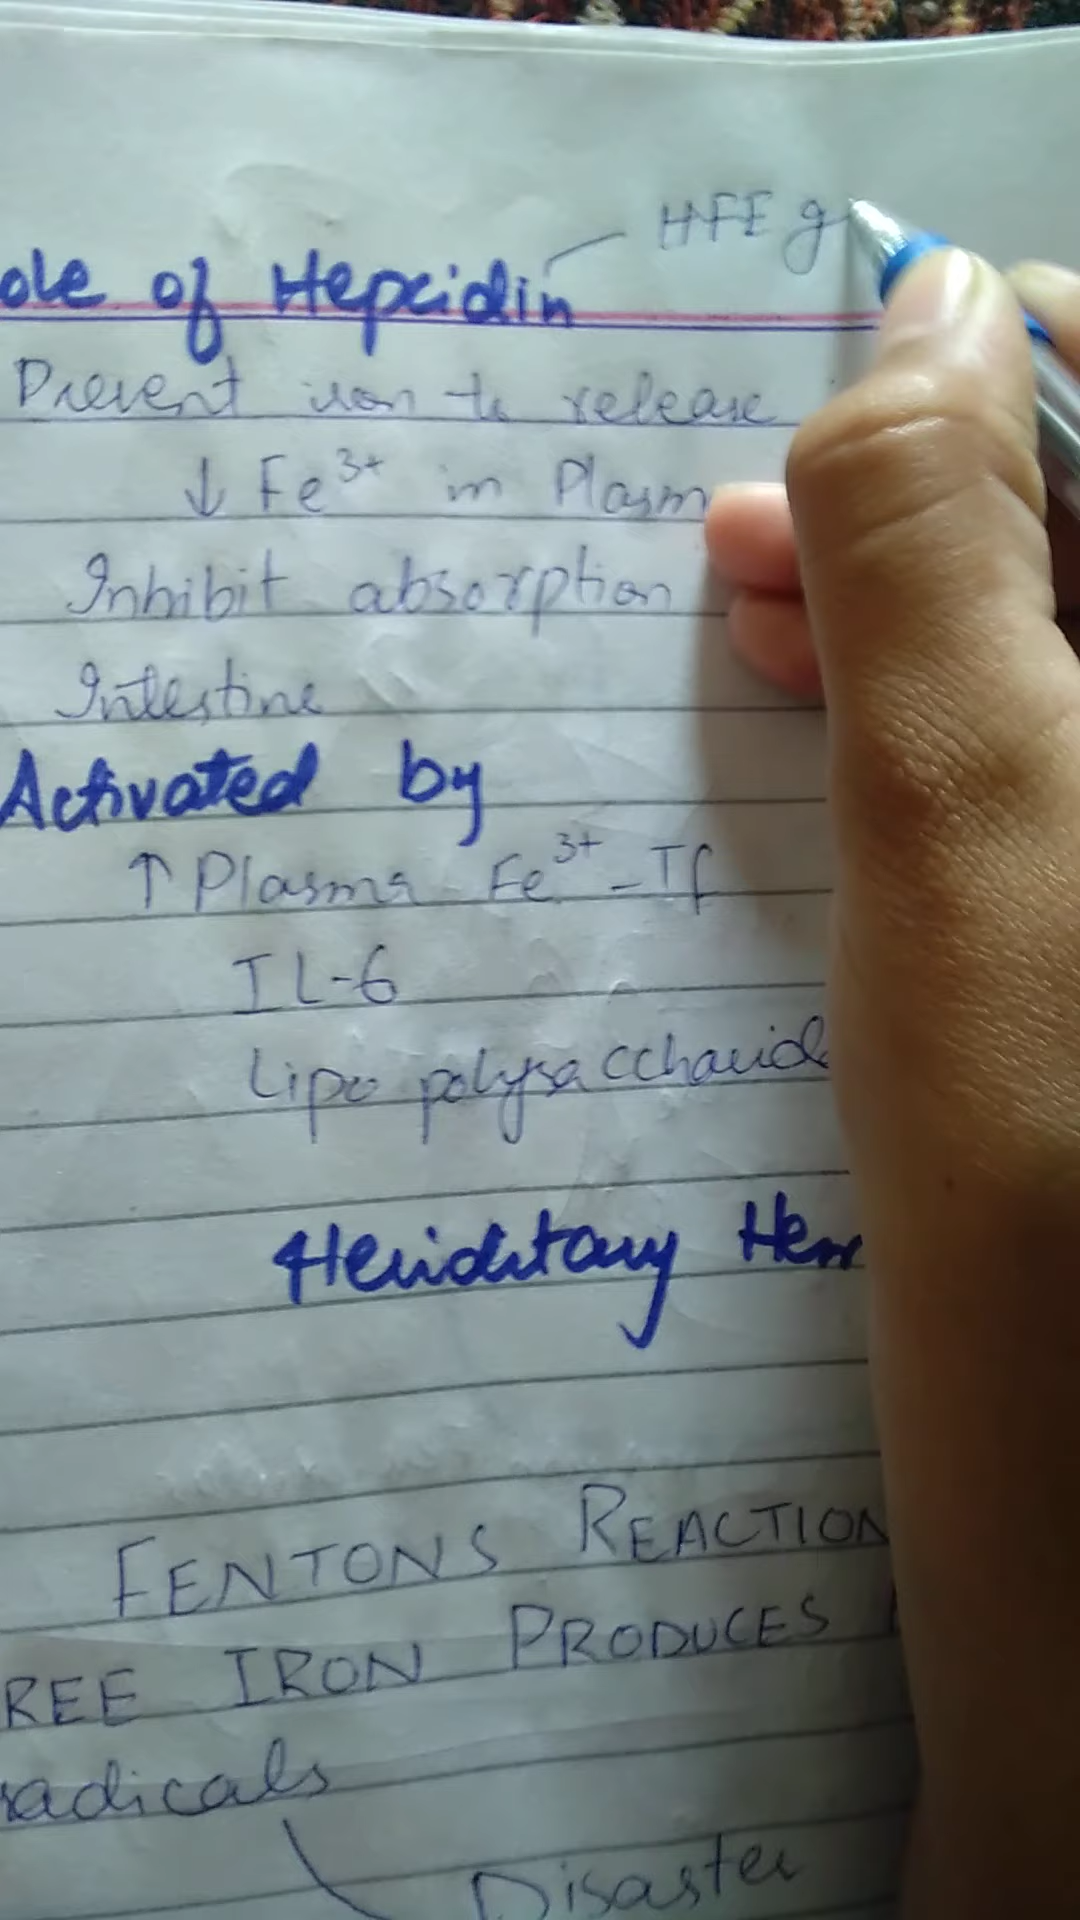 HFE g
ole of Hepcidin
Prevent iron to release
↓ Fe³⁺ in Plasm
Inhibit absorption
Intestine
Activated by
↑ Plasma Fe³⁺-Tf
IL-6
Lipo polysaccharid
Heriditary Hem
FENTONS REACTION
REE IRON PRODUCES
radicals
Disaster